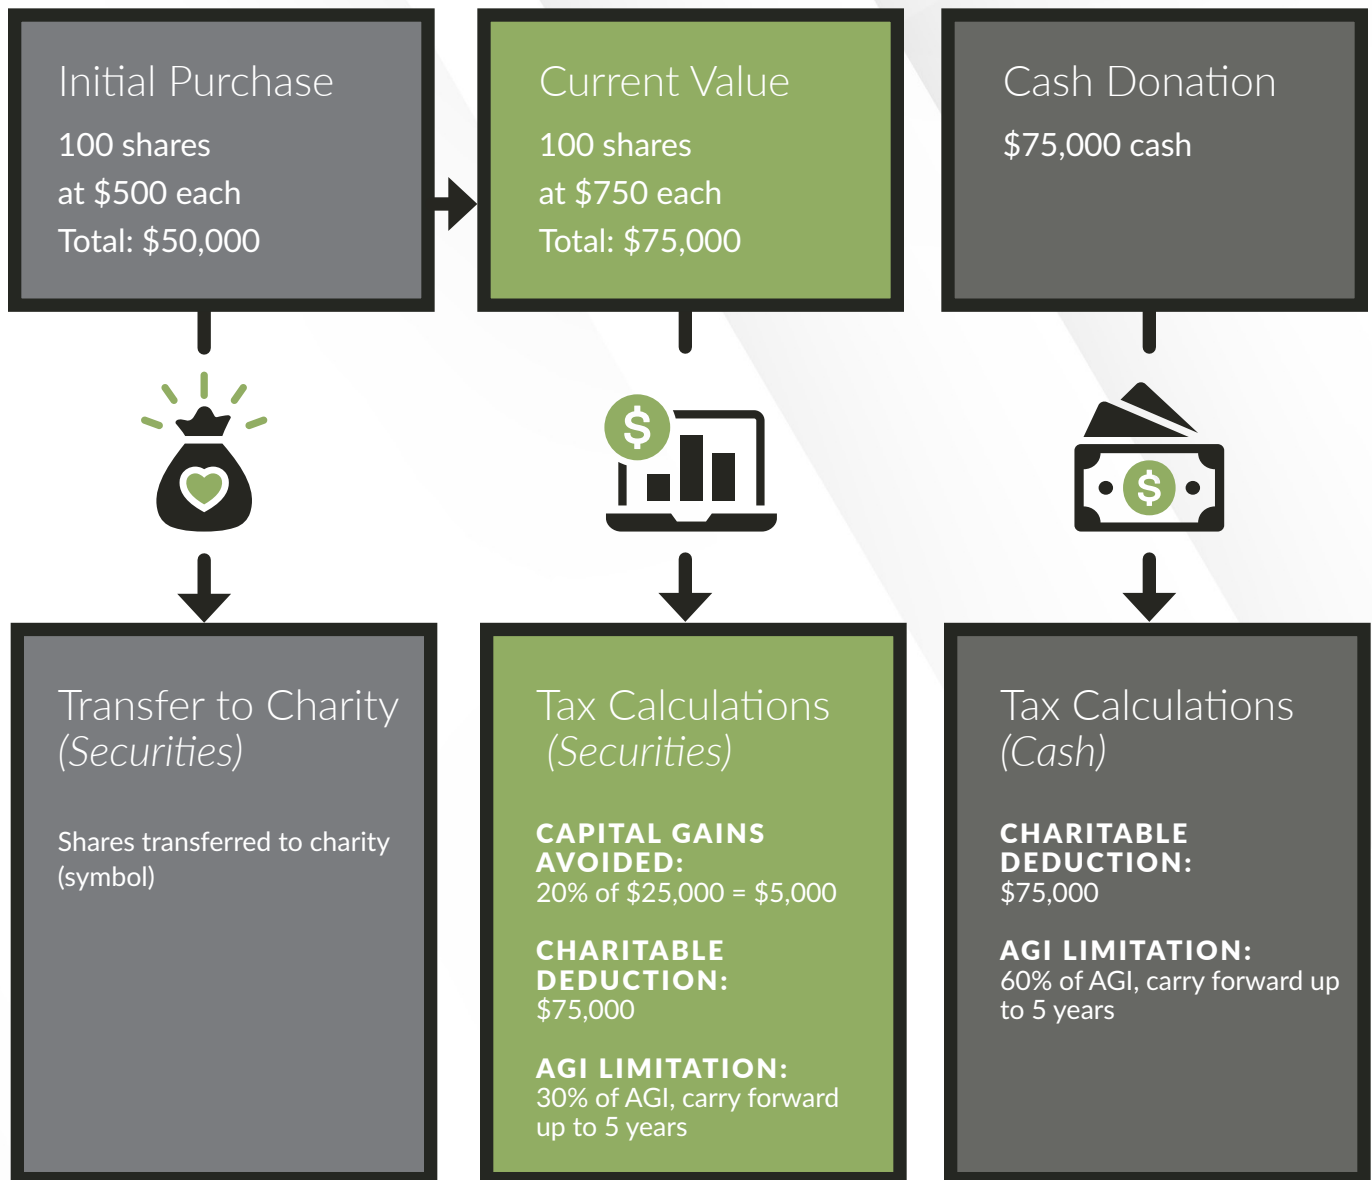 Initial Purchase
100 shares
at $500 each
Total: $50,000
Current Value
100 shares
at $750 each
Total: $75,000
Cash Donation
$75,000 cash
$
$
Transfer to Charity
(Securities)
Shares transferred to charity
(symbol)
Tax Calculations
(Securities)
CAPITAL GAINS
AVOIDED:
20% of $25,000 = $5,000
CHARITABLE
DEDUCTION:
$75,000
AGI LIMITATION:
30% of AGI, carry forward
up to 5 years
Tax Calculations
(Cash)
CHARITABLE
DEDUCTION:
$75,000
AGI LIMITATION:
60% of AGI, carry forward up
to 5 years